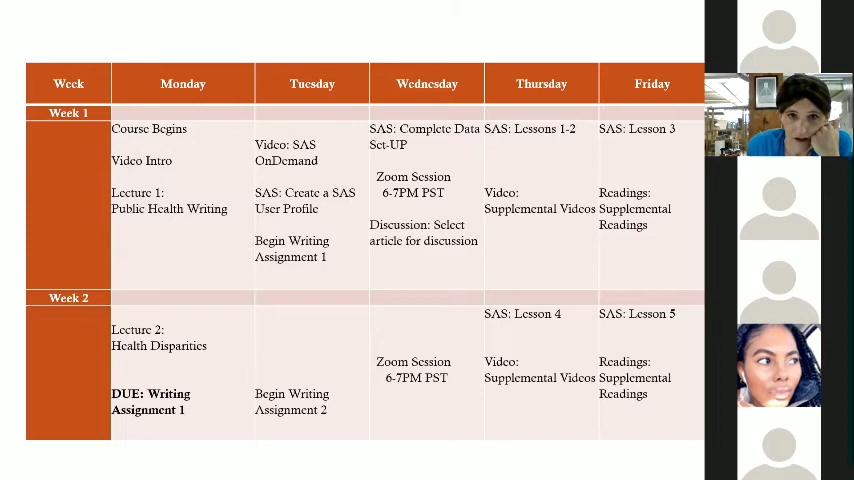 Week Monday Tuesday Wednesday Thursday Friday
Week 1
Course Begins
Video Intro
Lecture 1:
Public Health Writing
Video: SAS
OnDemand
SAS: Create a SAS
User Profile
Begin Writing
Assignment 1
SAS: Complete Data
Set-UP
Zoom Session
6-7PM PST
Discussion: Select
article for discussion
SAS: Lessons 1-2
Video:
Supplemental Videos
SAS: Lesson 3
Readings:
Supplemental
Readings
Week 2
Lecture 2:
Health Disparities
DUE: Writing
Assignment 1
Begin Writing
Assignment 2
Zoom Session
6-7PM PST
SAS: Lesson 4
Video:
Supplemental Videos
SAS: Lesson 5
Readings:
Supplemental
Readings